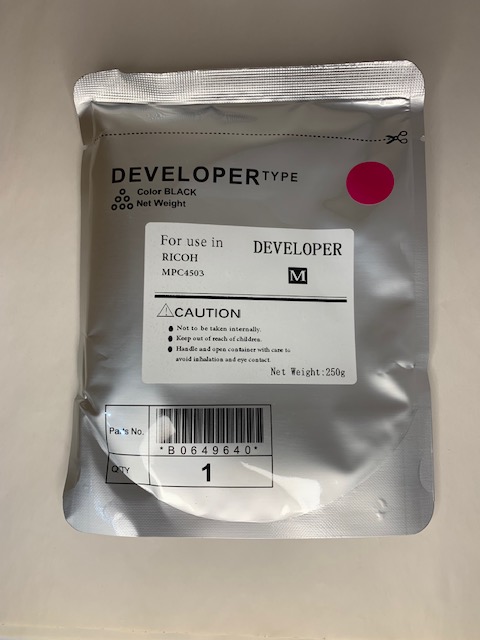 DEVELOPER TYPE
Color BLACK
Net Weight
For use in DEVELOPER
RICOH
MPC4503 M
CAUTION
Not to be taken internally.
Keep out of reach of children.
Handle and open container with care to
avoid inhalation and eye contact
Net Weight:250g
Parts No.
*B0649640*
Q'TY 1